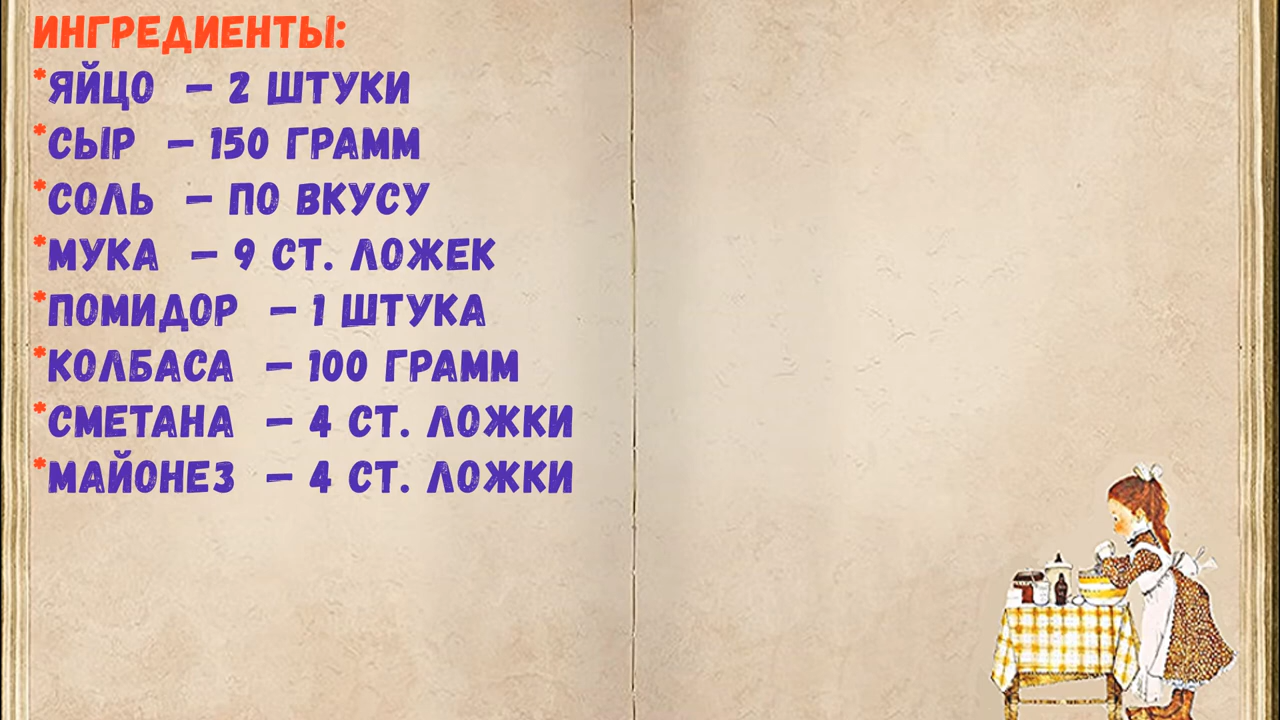 ИНГРЕДИЕНТЫ:
*ЯЙЦО – 2 ШТУКИ
*СЫР – 150 ГРАММ
*СОЛЬ – ПО ВКУСУ
*МУКА – 9 СТ. ЛОЖЕК
*ПОМИДОР – 1 ШТУКА
*КОЛБАСА – 100 ГРАММ
*СМЕТАНА – 4 СТ. ЛОЖКИ
*МАЙОНЕЗ – 4 СТ. ЛОЖКИ